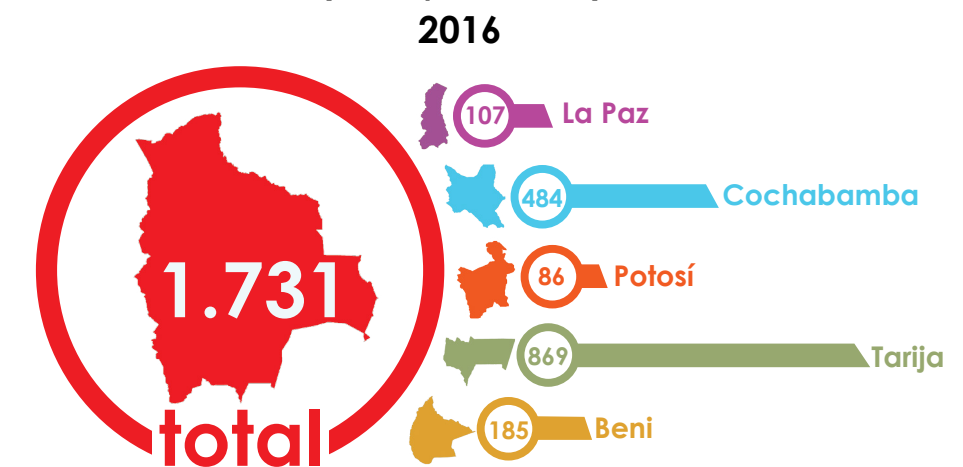 2016
107 La Paz
484 Cochabamba
86 Potosí
869 Tarija
185 Beni
1.731
total